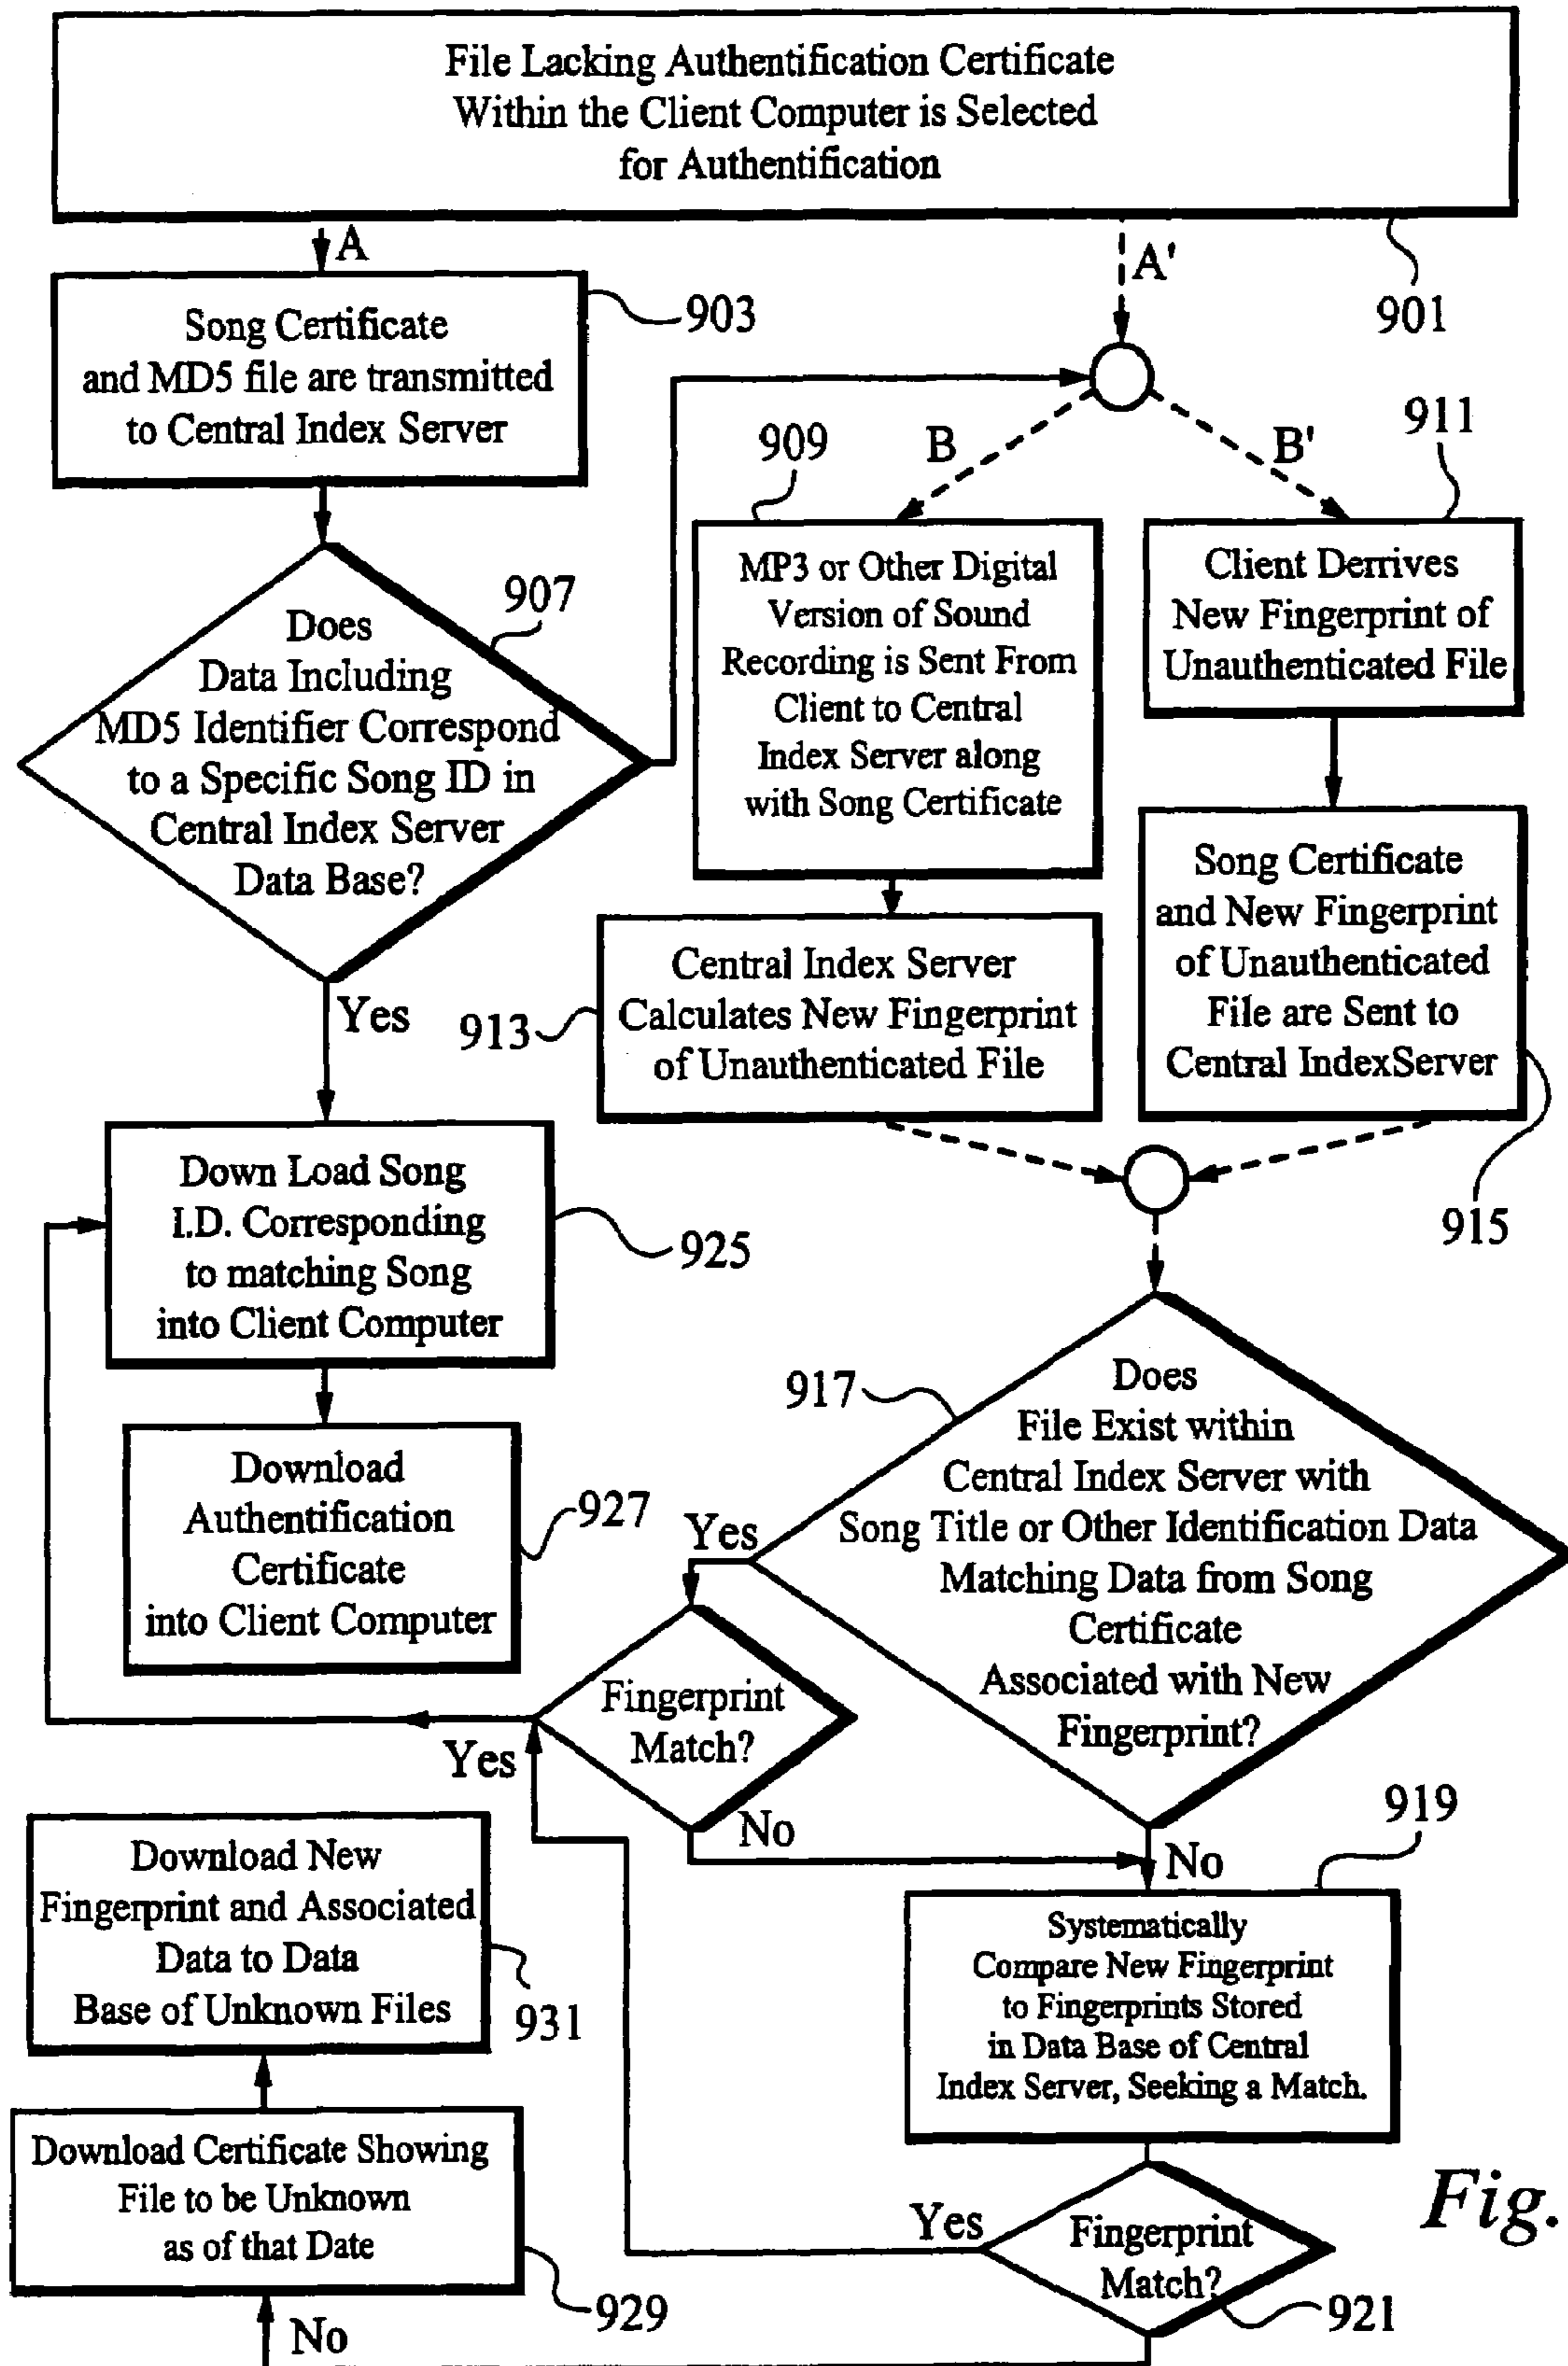 File Lacking Authentification Certificate
Within the Client Computer is Selected
for Authentification
A
A'
901
Song Certificate
and MD5 file are transmitted
to Central Index Server
903
B
B'
909
911
Does
Data Including
MD5 Identifier Correspond
to a Specific Song ID in
Central Index Server
Data Base?
907
Yes
MP3 or Other Digital
Version of Sound
Recording is Sent From
Client to Central
Index Server along
with Song Certificate
Client Derrives
New Fingerprint of
Unauthenticated File
Central Index Server
Calculates New Fingerprint
of Unauthenticated File
913
Song Certificate
and New Fingerprint
of Unauthenticated
File are Sent to
Central IndexServer
915
Down Load Song
I.D. Corresponding
to matching Song
into Client Computer
925
Download
Authentification
Certificate
into Client Computer
927
917
Does
File Exist within
Central Index Server with
Song Title or Other Identification Data
Matching Data from Song
Certificate
Associated with New
Fingerprint?
Yes
Fingerprint
Match?
Yes
No
No
919
Systematically
Compare New Fingerprint
to Fingerprints Stored
in Data Base of Central
Index Server, Seeking a Match.
Download New
Fingerprint and Associated
Data to Data
Base of Unknown Files
931
Download Certificate Showing
File to be Unknown
as of that Date
929
No
Yes
Fingerprint
Match?
921
Fig.